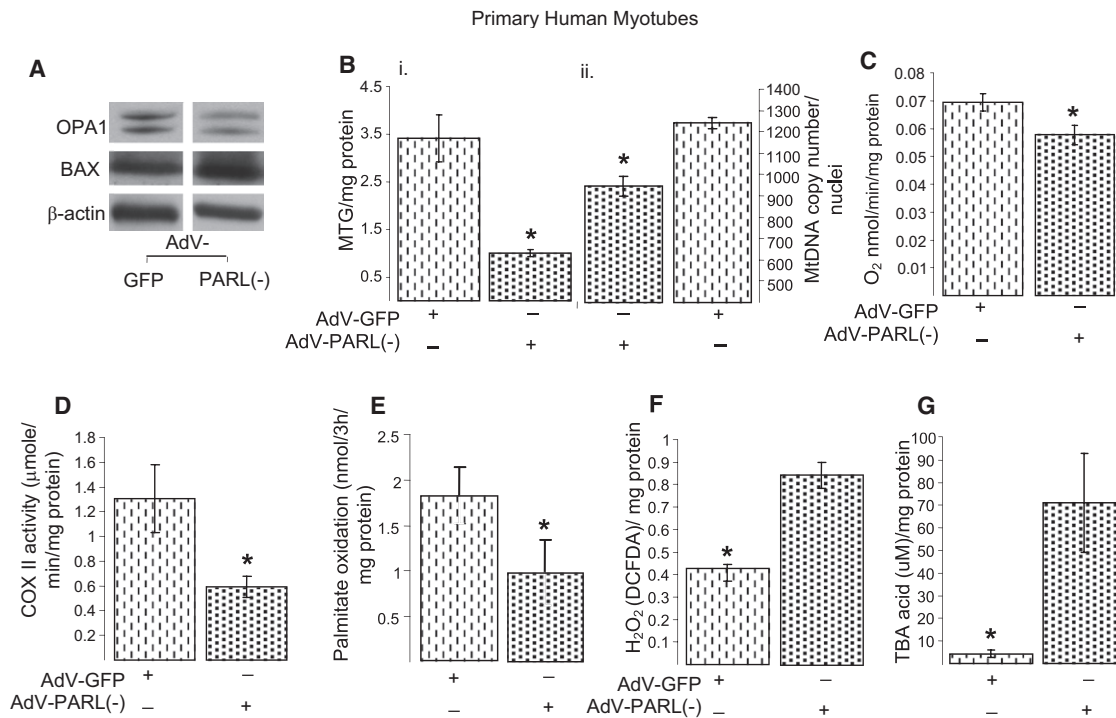 Primary Human Myotubes
A
OPA1
BAX
β-actin
AdV-
GFP PARL(-)
B
i. ii.
MTG/mg protein
4.5
3.5
2.5
1.5
0.5
* *
MtDNA copy number/
nuclei
1400
1300
1200
1100
1000
900
800
700
600
500
400
AdV-GFP + – – +
AdV-PARL(-) – + + –
C
O2 nmol/min/mg protein
0.08
0.07
0.06
0.05
0.04
0.03
0.02
0.01
*
+ –
– +
D
COX II activity (μmole/
min/mg protein)
1.8
1.6
1.4
1.2
1
0.8
0.6
0.4
0.2
*
AdV-GFP + –
AdV-PARL(-) – +
E
Palmitate oxidation (nmol/3h/
mg protein)
2.5
2
1.5
1
0.5
*
+ –
– +
F
H2O2 (DCFDA)/ mg protein
1
0.9
0.8
0.7
0.6
0.5
0.4
0.3
0.2
0.1
*
AdV-GFP + –
AdV-PARL(-) – +
G
TBA acid (uM)/mg protein
100
90
80
70
60
50
40
30
20
10
*
+ –
– +